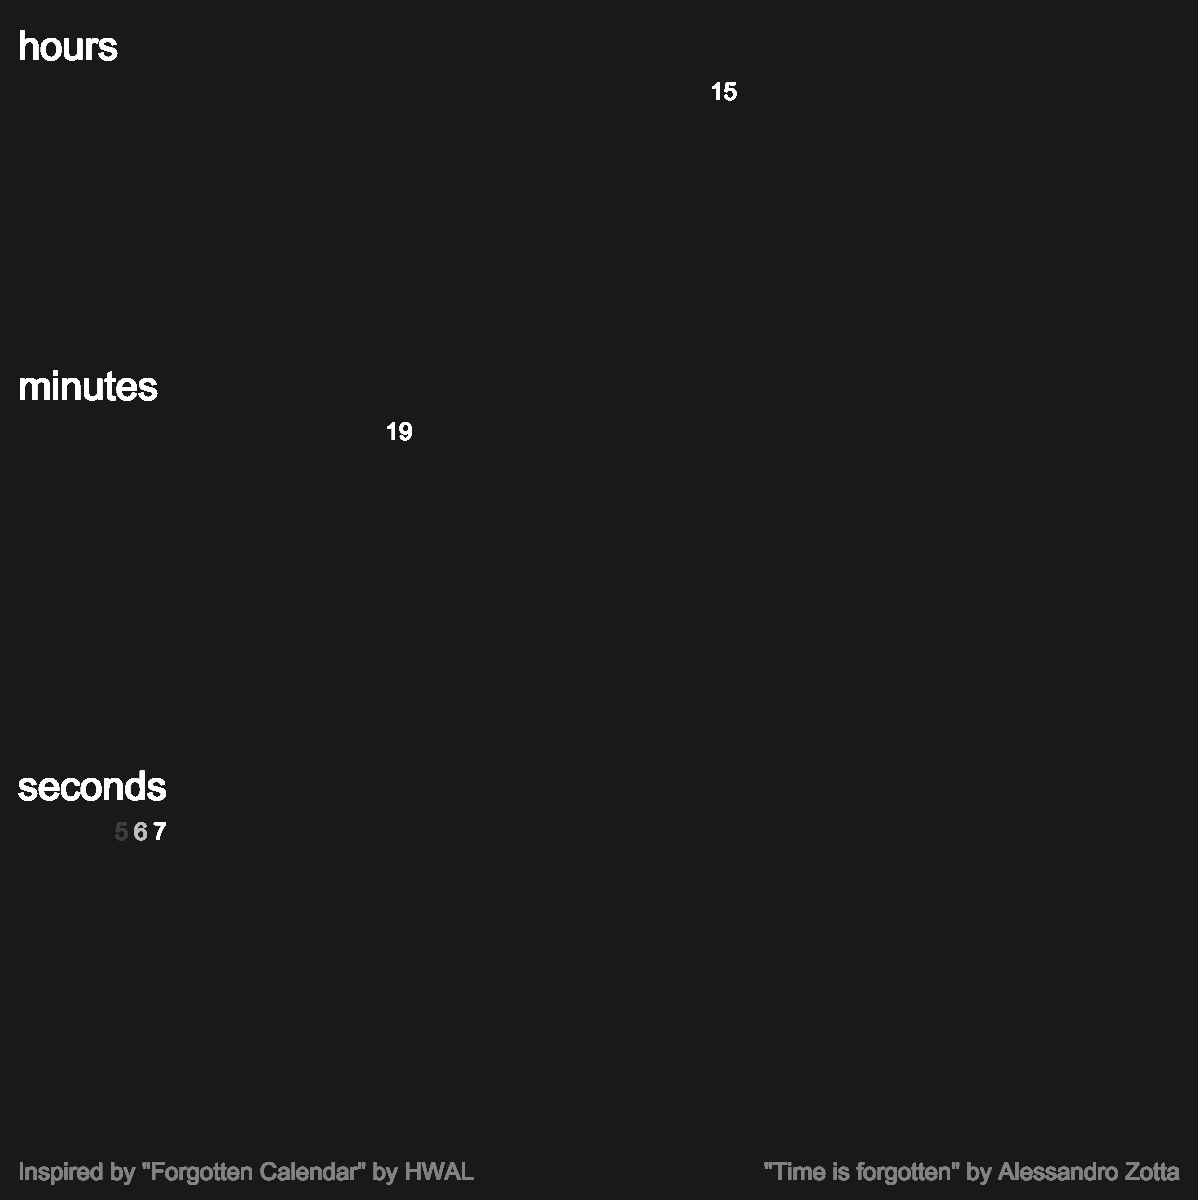 hours
15
minutes
19
seconds
5 6 7
Inspired by "Forgotten Calendar" by HWAL
"Time is forgotten" by Alessandro Zotta